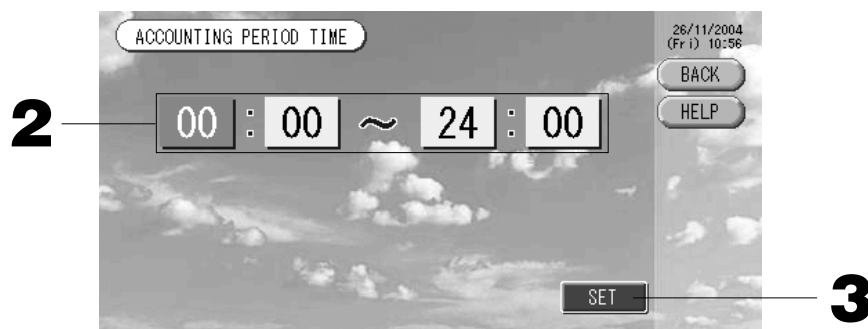 ACCOUNTING PERIOD TIME
26/11/2004
(Fri) 10:56
BACK
HELP
2
00 : 00 ~ 24 : 00
SET
3